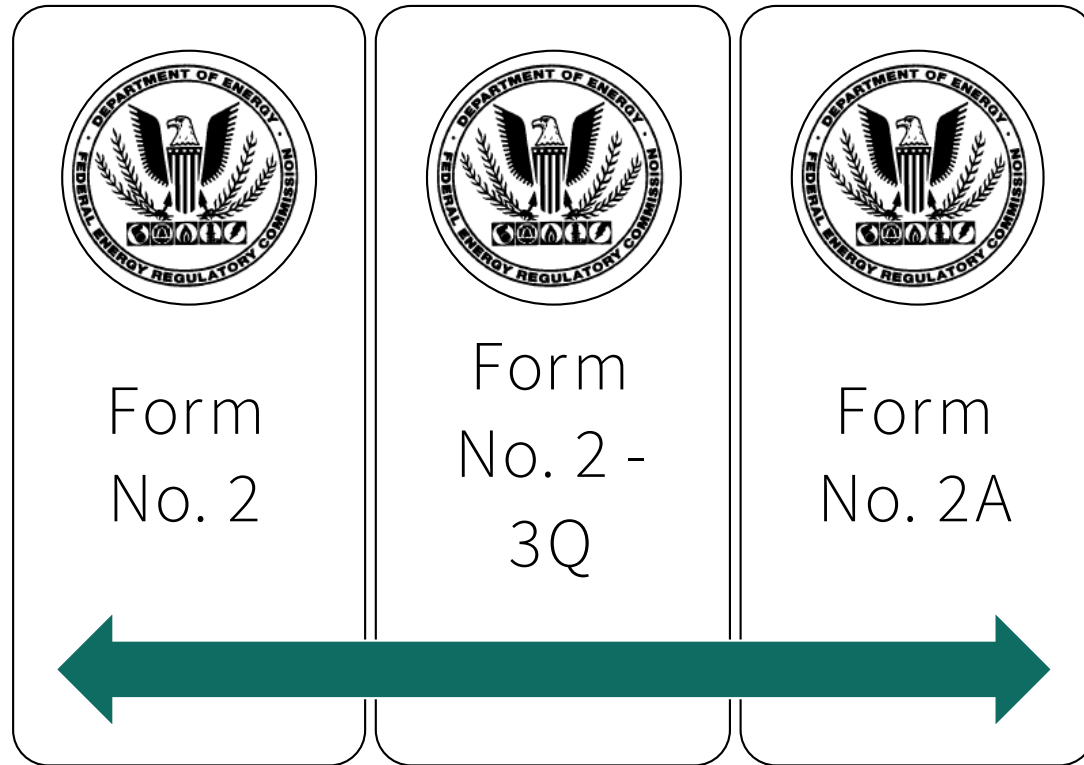 DEPARTMENT OF ENERGY
FEDERAL ENERGY REGULATORY COMMISSION
Form
No. 2
DEPARTMENT OF ENERGY
FEDERAL ENERGY REGULATORY COMMISSION
Form
No. 2 -
3Q
DEPARTMENT OF ENERGY
FEDERAL ENERGY REGULATORY COMMISSION
Form
No. 2A